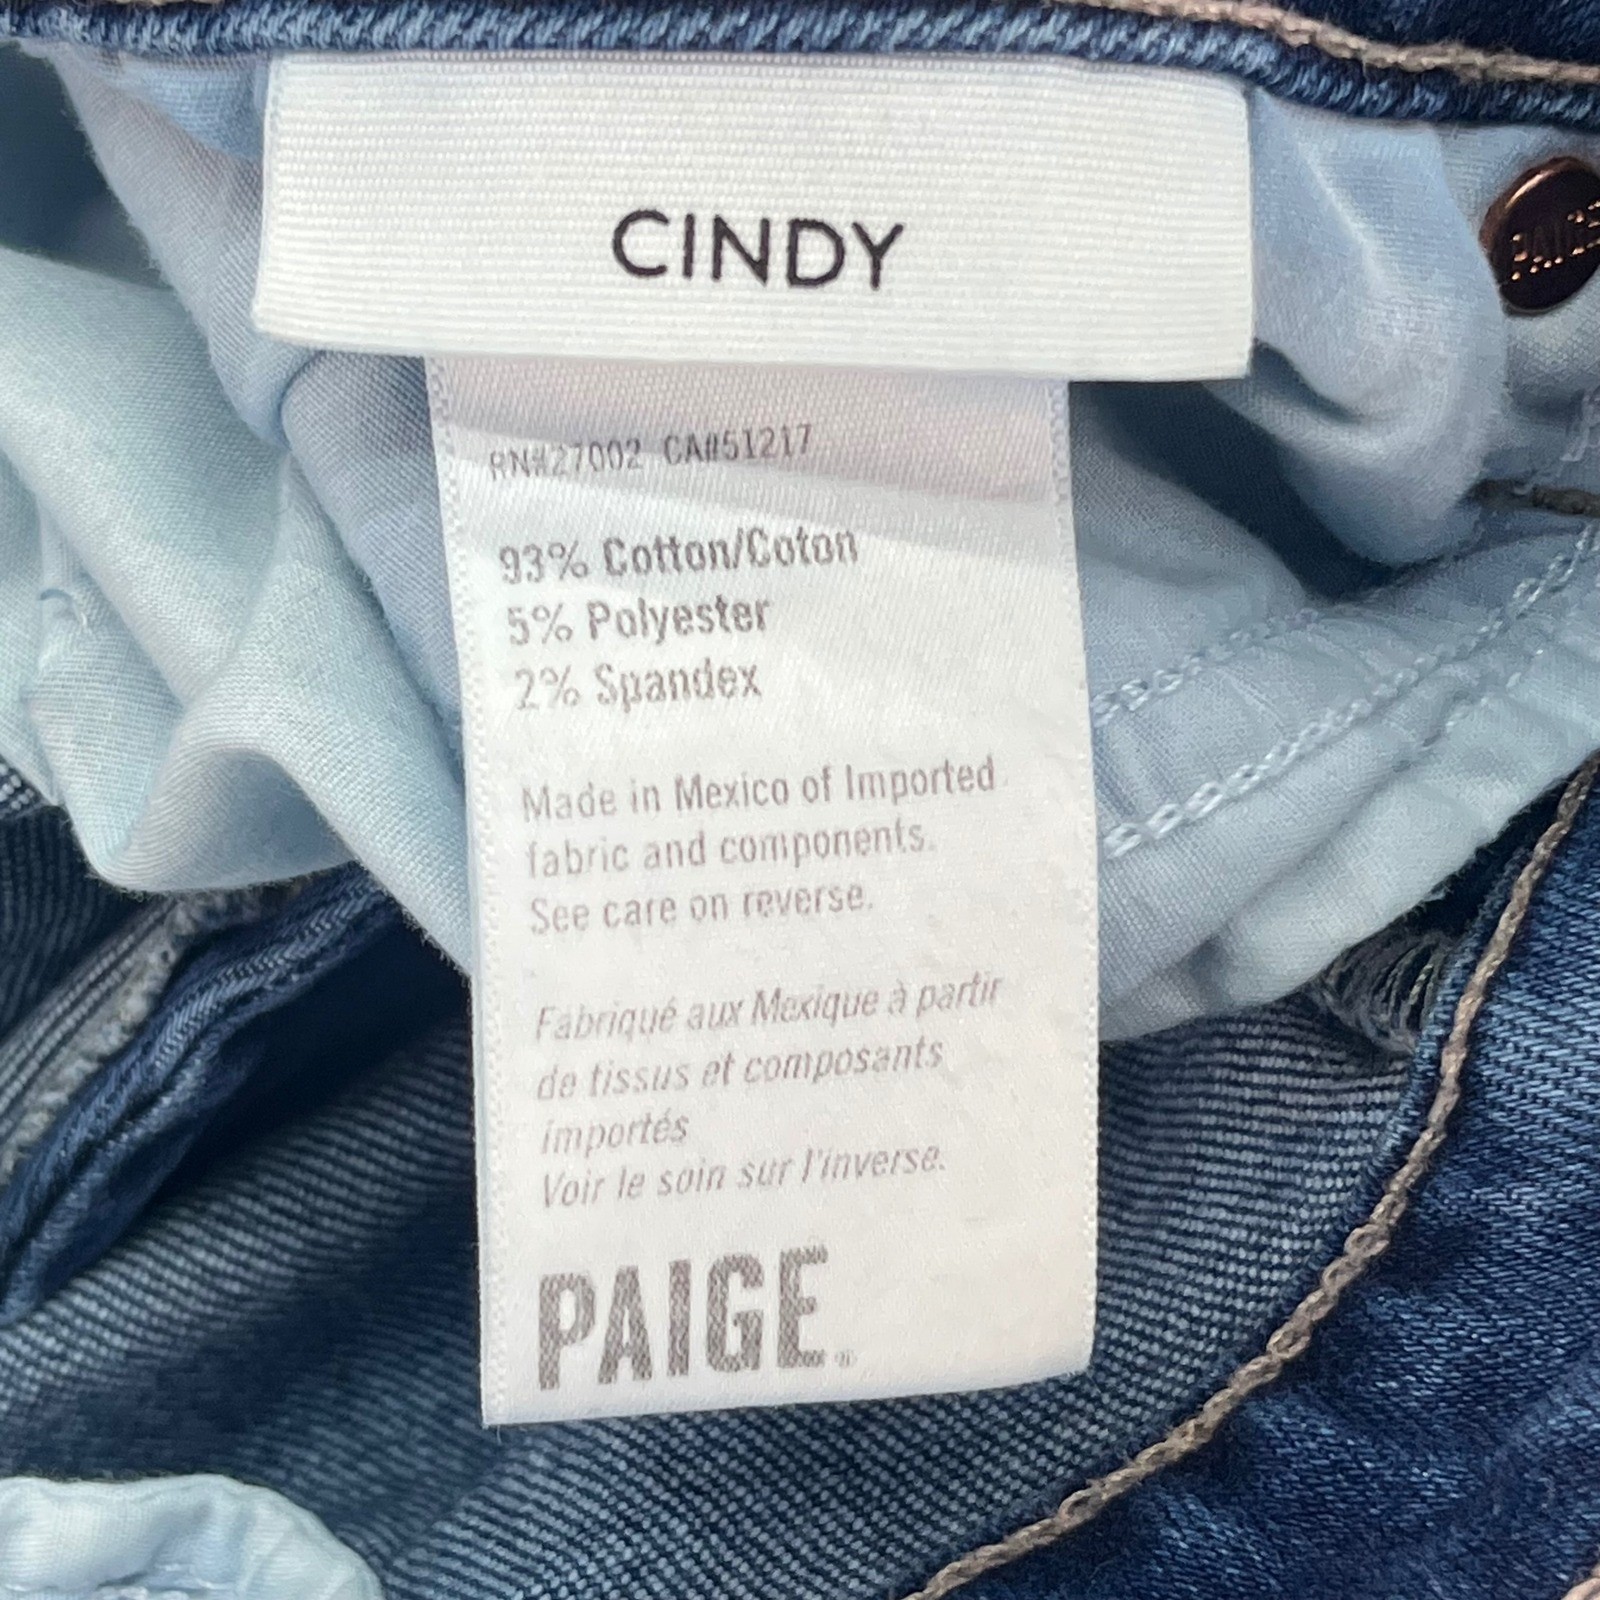 CINDY
RN#27002 CA#51217
93% Cotton/Coton
5% Polyester
2% Spandex
Made in Mexico of Imported
fabric and components.
See care on reverse.
Fabriqué aux Mexique à partir
de tissus et composants
importés
Voir le soin sur l'inverse.
PAIGE®